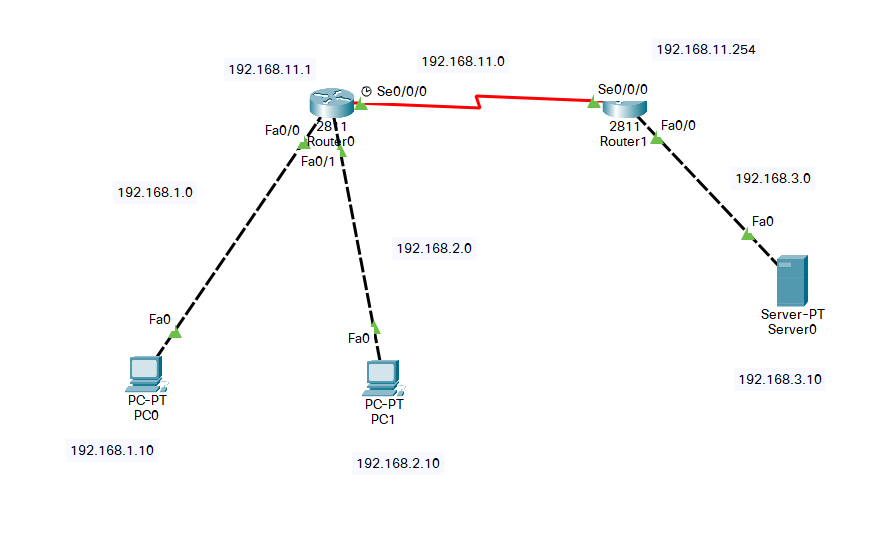 192.168.11.254
192.168.11.0
192.168.11.1
Se0/0/0
Se0/0/0
2811
Router0
Fa0/0
Fa0/1
2811
Router1
Fa0/0
192.168.1.0
192.168.3.0
Fa0
192.168.2.0
Server-PT
Server0
Fa0
Fa0
192.168.3.10
PC-PT
PC0
PC-PT
PC1
192.168.1.10
192.168.2.10